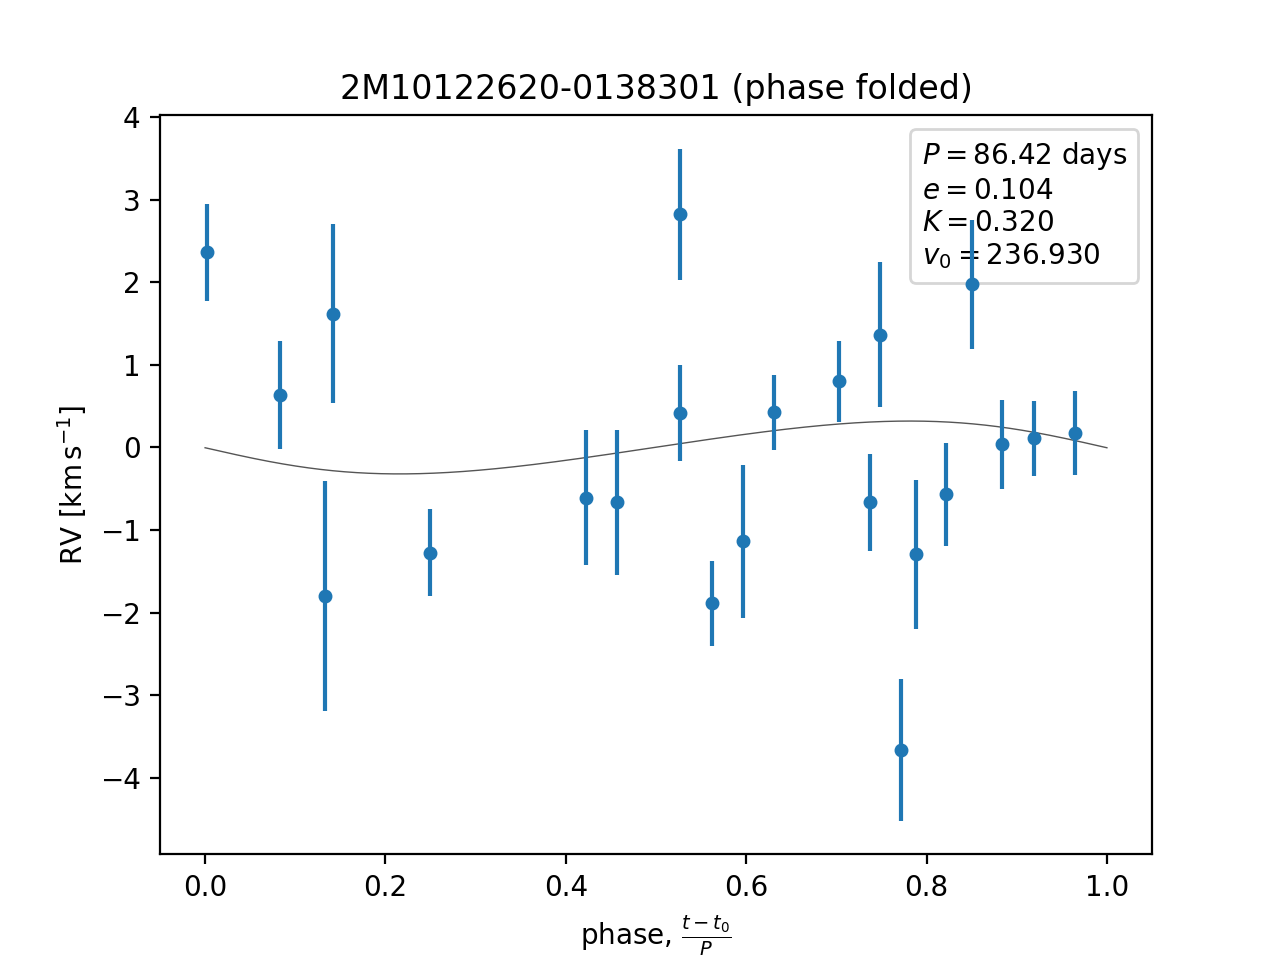 2M10122620-0138301 (phase folded)
P = 86.42 days
e = 0.104
K = 0.320
v₀ = 236.930
4
3
2
1
0
−1
−2
−3
−4
RV [km s⁻¹]
0.0 0.2 0.4 0.6 0.8 1.0
phase, (t − t₀)/P